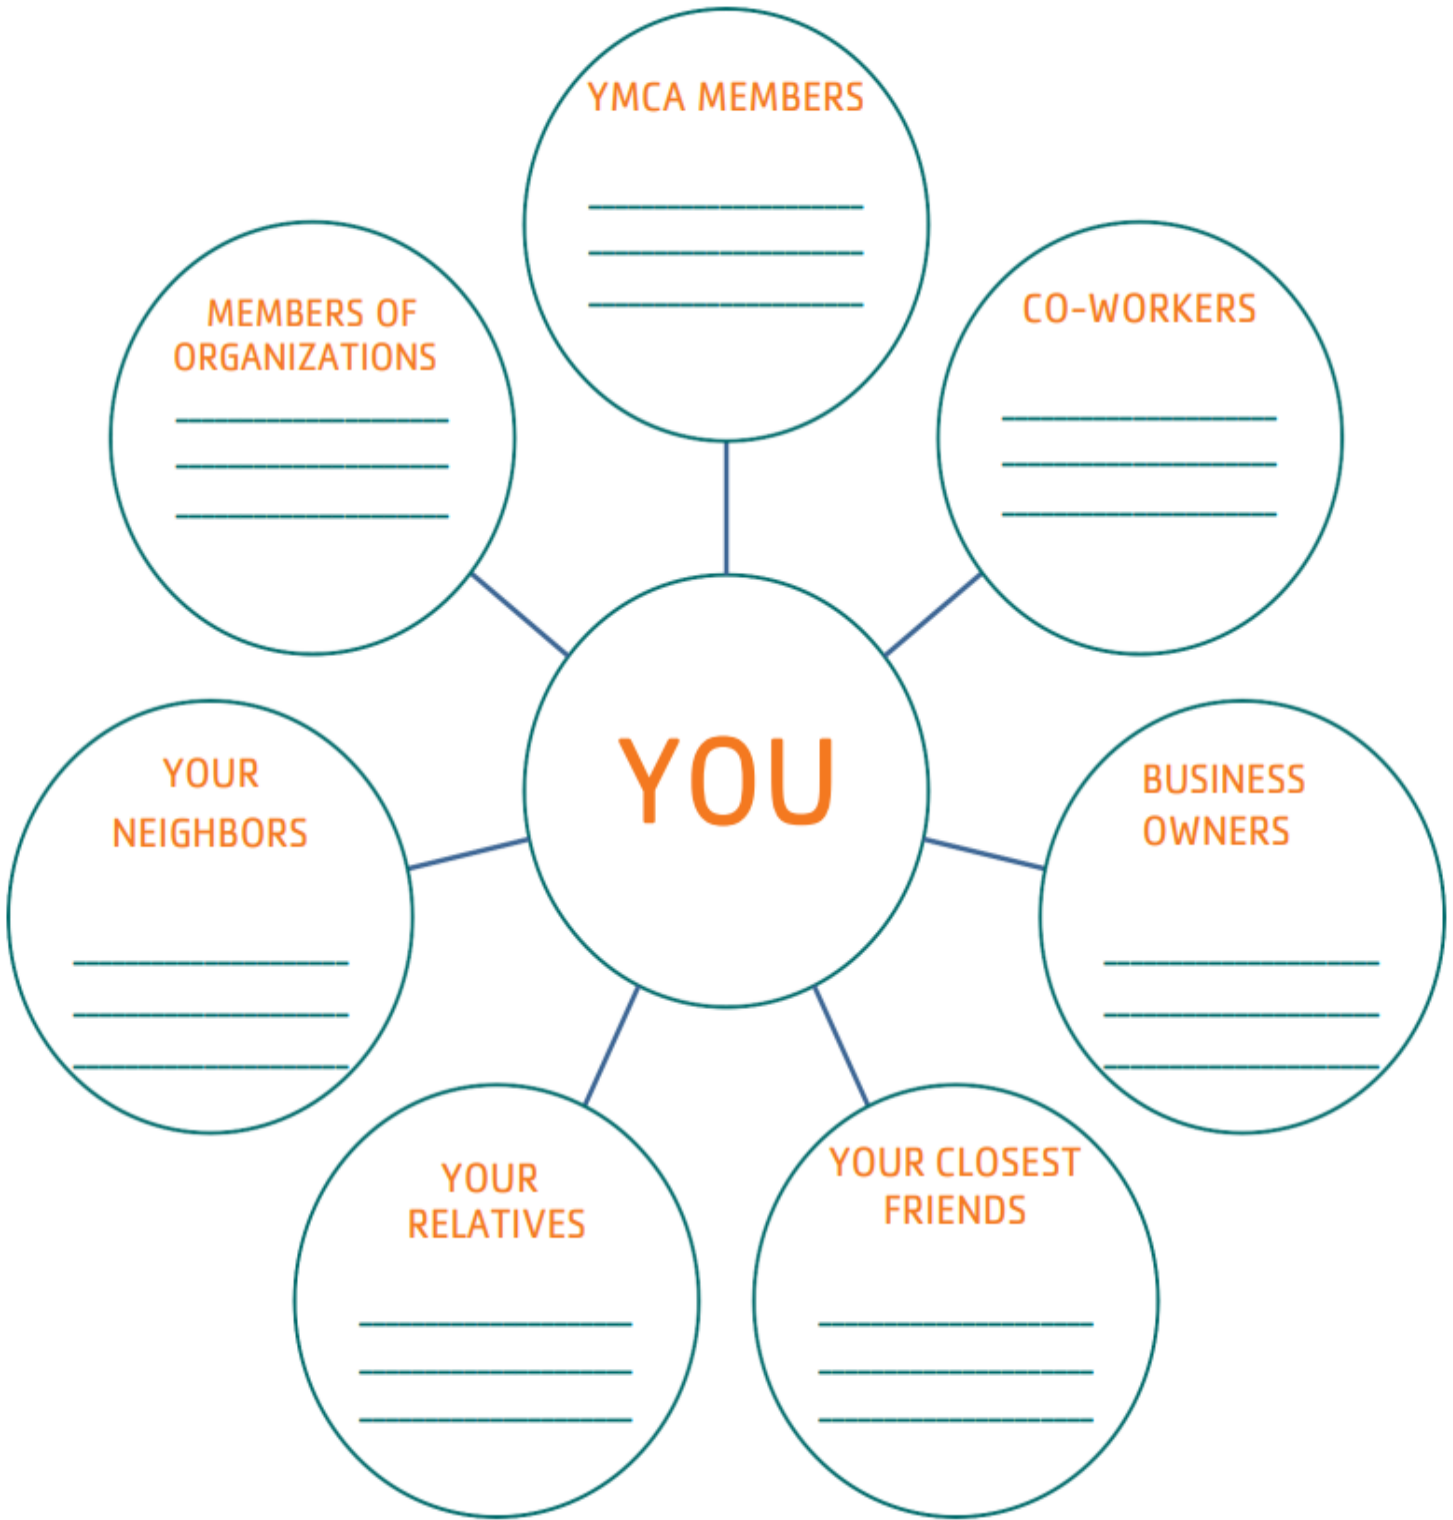 YMCA MEMBERS
CO-WORKERS
BUSINESS
OWNERS
YOUR CLOSEST
FRIENDS
YOUR
RELATIVES
YOUR
NEIGHBORS
MEMBERS OF
ORGANIZATIONS
YOU